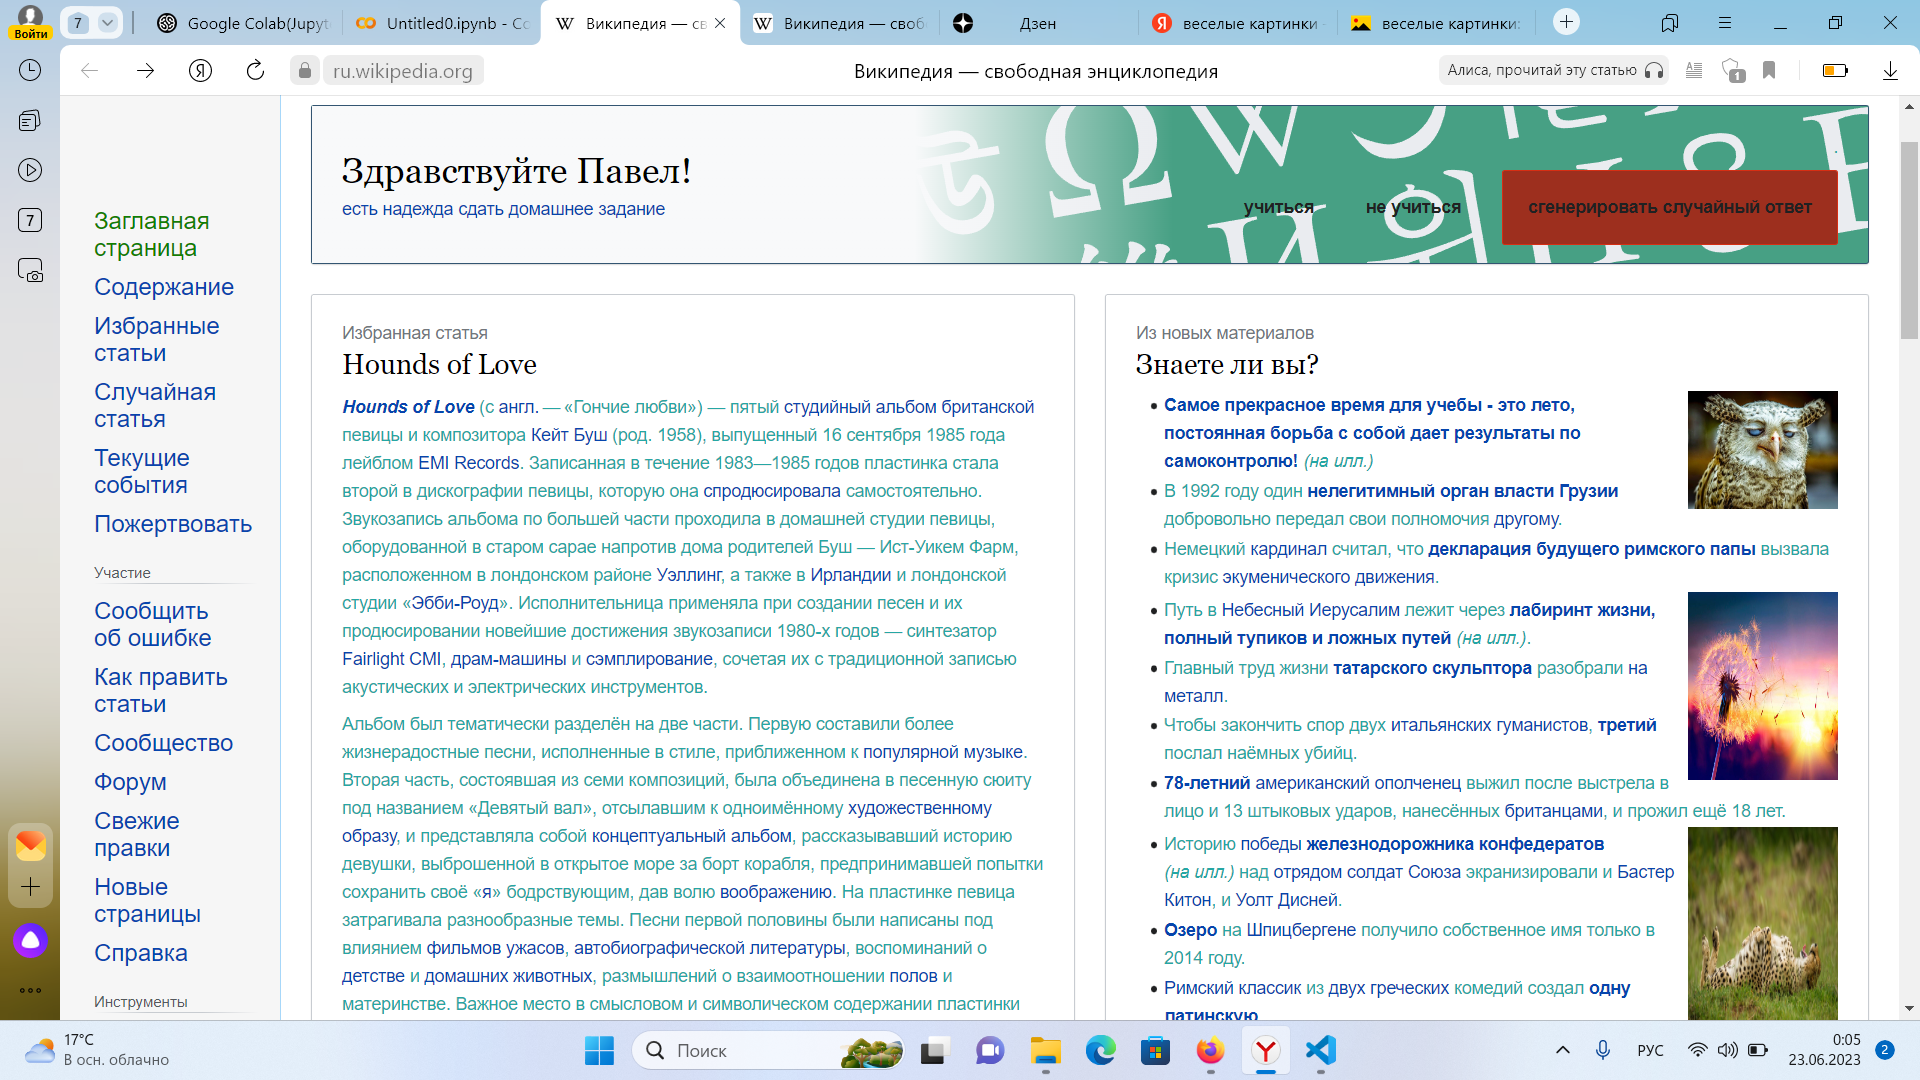 Войти
7
Google Colab(Jupyt
Untitled0.ipynb - Co
Википедия — св
Википедия — своб
Дзен
веселые картинки -
веселые картинки:
ru.wikipedia.org
Википедия — свободная энциклопедия
Алиса, прочитай эту статью
1
7
Заглавная
страница
Содержание
Избранные
статьи
Случайная
статья
Текущие
события
Пожертвовать
Участие
Сообщить
об ошибке
Как править
статьи
Сообщество
Форум
Свежие
правки
Новые
страницы
Справка
Инструменты
Здравствуйте Павел!
есть надежда сдать домашнее задание
учиться
не учиться
сгенерировать случайный ответ
Избранная статья
Hounds of Love
Hounds of Love (с англ. — «Гончие любви») — пятый студийный альбом британской
певицы и композитора Кейт Буш (род. 1958), выпущенный 16 сентября 1985 года
лейблом EMI Records. Записанная в течение 1983—1985 годов пластинка стала
второй в дискографии певицы, которую она спродюсировала самостоятельно.
Звукозапись альбома по большей части проходила в домашней студии певицы,
оборудованной в старом сарае напротив дома родителей Буш — Ист-Уикем Фарм,
расположенном в лондонском районе Уэллинг, а также в Ирландии и лондонской
студии «Эбби-Роуд». Исполнительница применяла при создании песен и их
продюсировании новейшие достижения звукозаписи 1980-х годов — синтезатор
Fairlight CMI, драм-машины и сэмплирование, сочетая их с традиционной записью
акустических и электрических инструментов.
Альбом был тематически разделён на две части. Первую составили более
жизнерадостные песни, исполненные в стиле, приближенном к популярной музыке.
Вторая часть, состоявшая из семи композиций, была объединена в песенную сюиту
под названием «Девятый вал», отсылавшим к одноимённому художественному
образу, и представляла собой концептуальный альбом, рассказывавший историю
девушки, выброшенной в открытое море за борт корабля, предпринимавшей попытки
сохранить своё «я» бодрствующим, дав волю воображению. На пластинке певица
затрагивала разнообразные темы. Песни первой половины были написаны под
влиянием фильмов ужасов, автобиографической литературы, воспоминаний о
детстве и домашних животных, размышлений о взаимоотношении полов и
материнстве. Важное место в смысловом и символическом содержании пластинки
Из новых материалов
Знаете ли вы?
Самое прекрасное время для учебы - это лето,
постоянная борьба с собой дает результаты по
самоконтролю! (на илл.)
В 1992 году один нелегитимный орган власти Грузии
добровольно передал свои полномочия другому.
Немецкий кардинал считал, что декларация будущего римского папы вызвала
кризис экуменического движения.
Путь в Небесный Иерусалим лежит через лабиринт жизни,
полный тупиков и ложных путей (на илл.).
Главный труд жизни татарского скульптора разобрали на
металл.
Чтобы закончить спор двух итальянских гуманистов, третий
послал наёмных убийц.
78-летний американский ополченец выжил после выстрела в
лицо и 13 штыковых ударов, нанесённых британцами, и прожил ещё 18 лет.
Историю победы железнодорожника конфедератов
(на илл.) над отрядом солдат Союза экранизировали и Бастер
Китон, и Уолт Дисней.
Озеро на Шпицбергене получило собственное имя только в
2014 году.
Римский классик из двух греческих комедий создал одну
латинскую
17°C
В осн. облачно
Поиск
РУС
0:05
23.06.2023
2